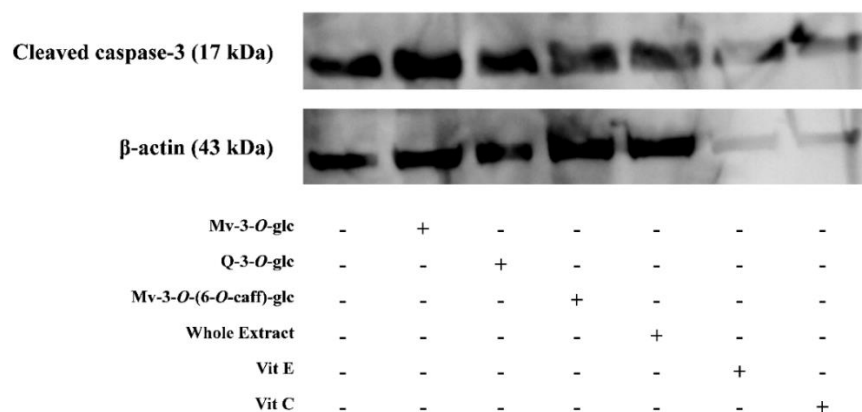 Cleaved caspase-3 (17 kDa)
β-actin (43 kDa)
Mv-3-O-glc - + - - - - -
Q-3-O-glc - - + - - - -
Mv-3-O-(6-O-caff)-glc - - - + - - -
Whole Extract - - - - + - -
Vit E - - - - - + -
Vit C - - - - - - +